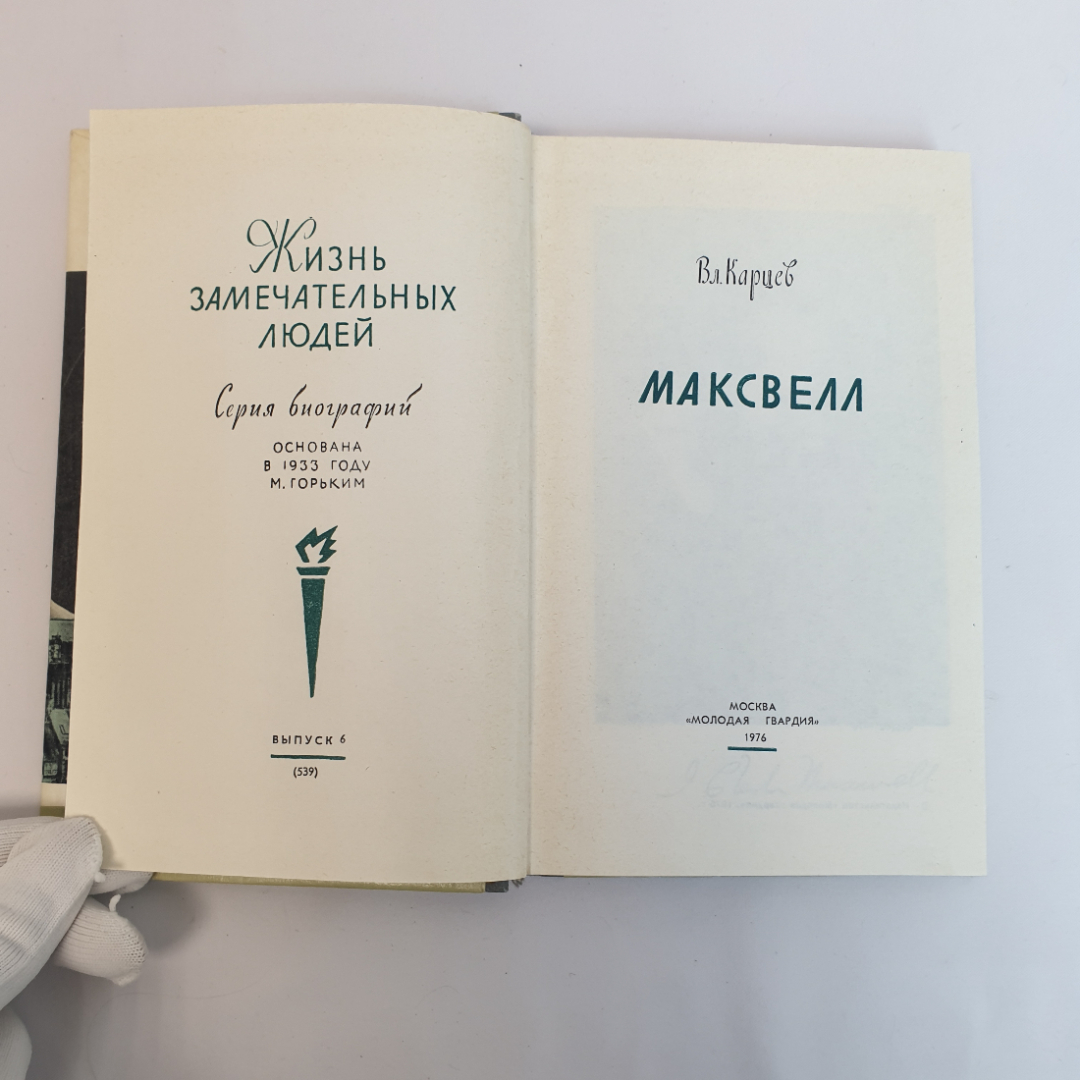 Жизнь
ЗАМЕЧАТЕЛЬНЫХ
ЛЮДЕЙ
Серия биографий
ОСНОВАНА
В 1933 ГОДУ
М. ГОРЬКИМ
ВЫПУСК 6
(539)
Вл. Карцев
МАКСВЕЛЛ
МОСКВА
«МОЛОДАЯ ГВАРДИЯ»
1976